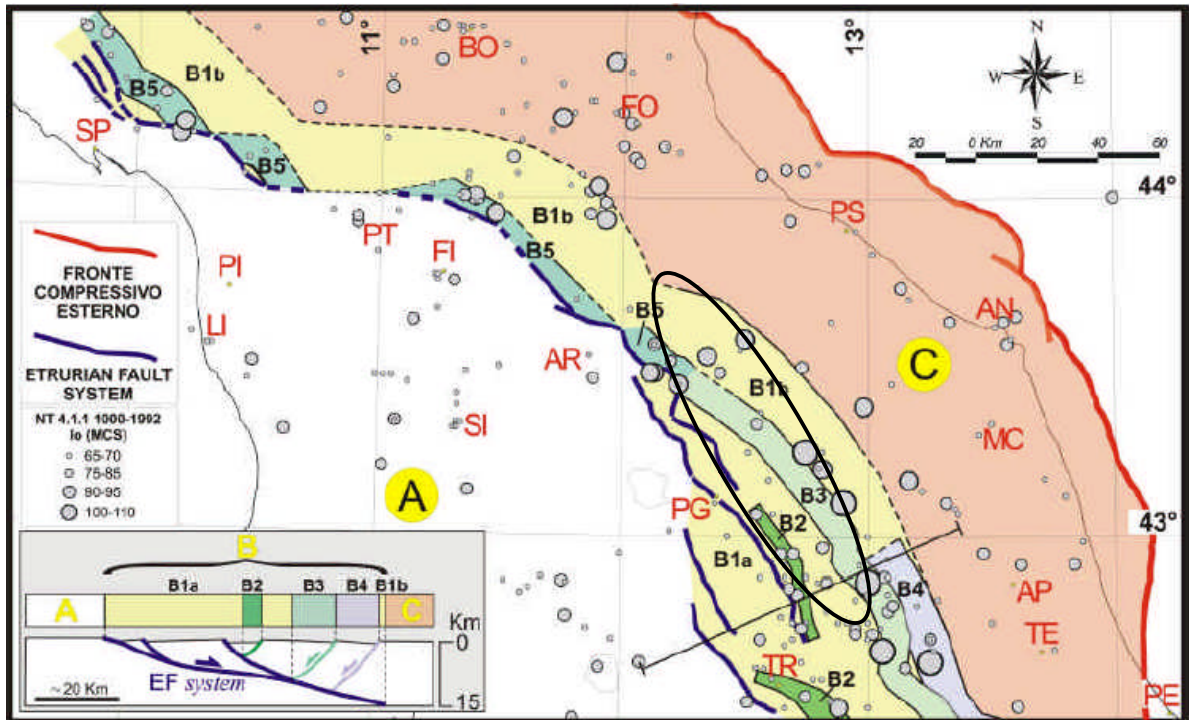 11°
13°
BO
N
W E
S
B1b
B5
FO
SP
20 0 Km 20 40 60
B5
44°
B1b
PS
PT
FI
B5
PI
FRONTE
COMPRESSIVO
ESTERNO
AN
B5
LI
AR
C
B1b
ETRURIAN FAULT
SYSTEM
NT 4.1.1 1000-1992
Io (MCS)
65-70
75-85
90-95
100-110
SI
MC
A
B3
PG
43°
B2
B1a
B4
AP
TE
TR
B2
PE
B
B1a B2 B3 B4 B1b
A C Km
0
EF system
~ 20 Km
15